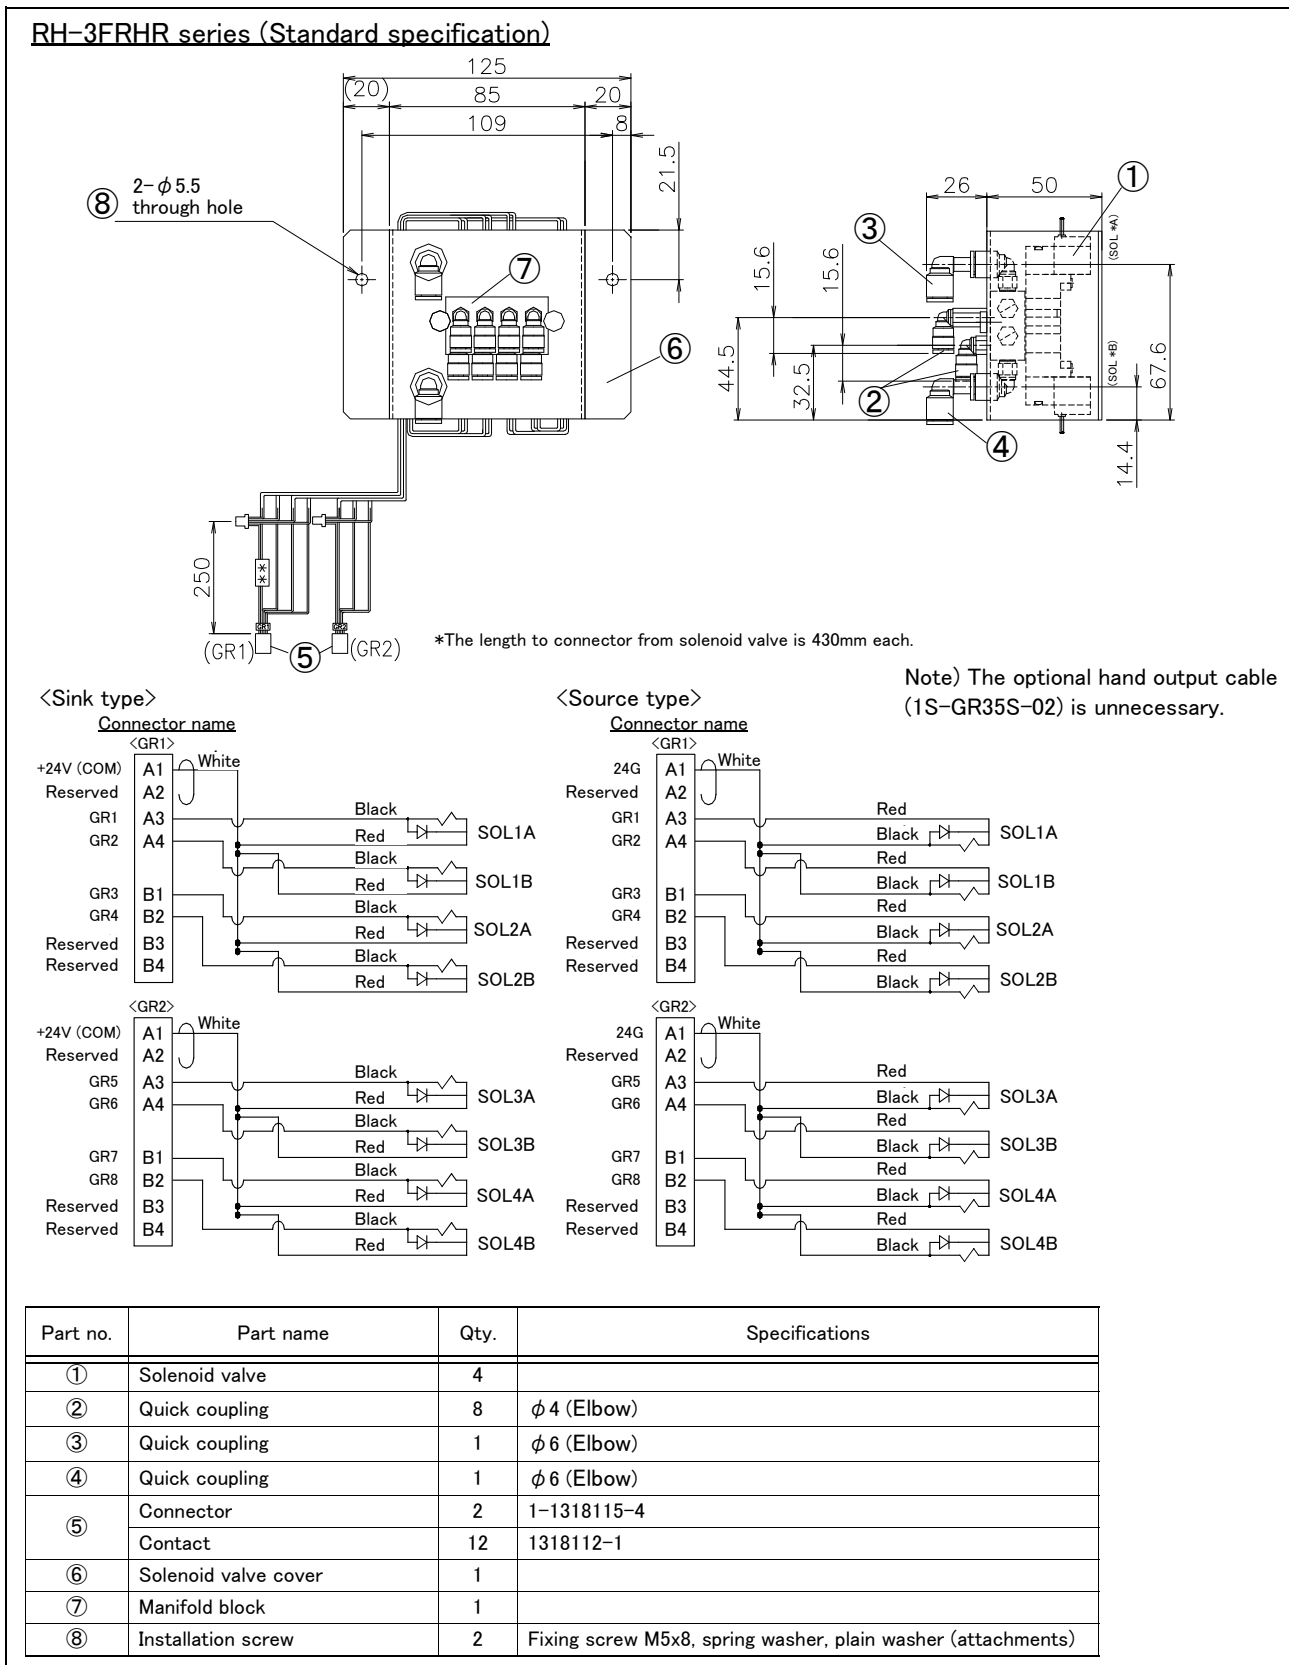 RH-3FRHR series (Standard specification)
125
(20) 85 20
109 8
21.5
⑧ 2-φ5.5
through hole
⑦
⑥
26 50 ①
③
(SOL *A)
15.6 15.6
44.5 32.5
②
(SOL *B)
67.6
④
14.4
250
**
(GR1) ⑤ (GR2)
*The length to connector from solenoid valve is 430mm each.
Note) The optional hand output cable
(1S-GR35S-02) is unnecessary.
<Sink type>
Connector name
<GR1>
+24V (COM) A1 White
Reserved A2
GR1 A3 Black
Red SOL1A
GR2 A4 Black
Red SOL1B
GR3 B1 Black
GR4 B2 Red SOL2A
Reserved B3 Black
Reserved B4 Red SOL2B
<GR2>
+24V (COM) A1 White
Reserved A2
GR5 A3 Black
Red SOL3A
GR6 A4 Black
Red SOL3B
GR7 B1 Black
GR8 B2 Red SOL4A
Reserved B3 Black
Reserved B4 Red SOL4B
<Source type>
Connector name
<GR1>
24G A1 White
Reserved A2
GR1 A3 Red
Black SOL1A
GR2 A4 Red
Black SOL1B
GR3 B1 Red
GR4 B2 Black SOL2A
Reserved B3 Red
Reserved B4 Black SOL2B
<GR2>
24G A1 White
Reserved A2
GR5 A3 Red
Black SOL3A
GR6 A4 Red
Black SOL3B
GR7 B1 Red
GR8 B2 Black SOL4A
Reserved B3 Red
Reserved B4 Black SOL4B
Part no. Part name Qty. Specifications
① Solenoid valve 4
② Quick coupling 8 φ4 (Elbow)
③ Quick coupling 1 φ6 (Elbow)
④ Quick coupling 1 φ6 (Elbow)
⑤ Connector 2 1-1318115-4
Contact 12 1318112-1
⑥ Solenoid valve cover 1
⑦ Manifold block 1
⑧ Installation screw 2 Fixing screw M5x8, spring washer, plain washer (attachments)